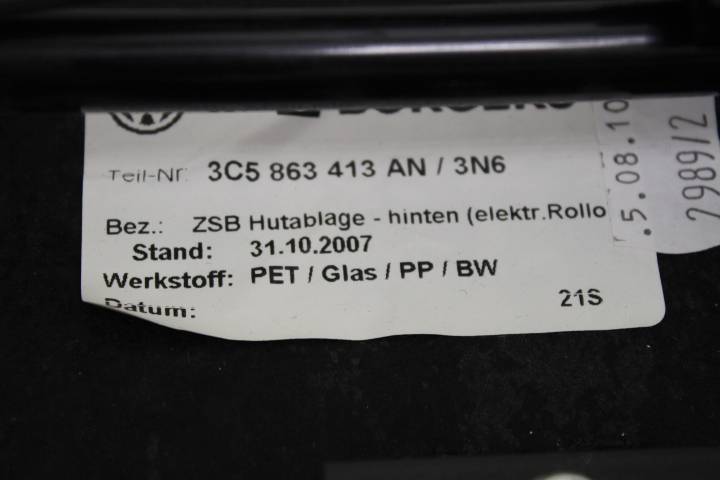 Teil-Nr. 3C5 863 413 AN / 3N6
Bez.: ZSB Hutablage - hinten (elektr.Rollo
Stand: 31.10.2007
Werkstoff: PET / Glas / PP / BW
Datum:
21S
.5.08.10
2989/2